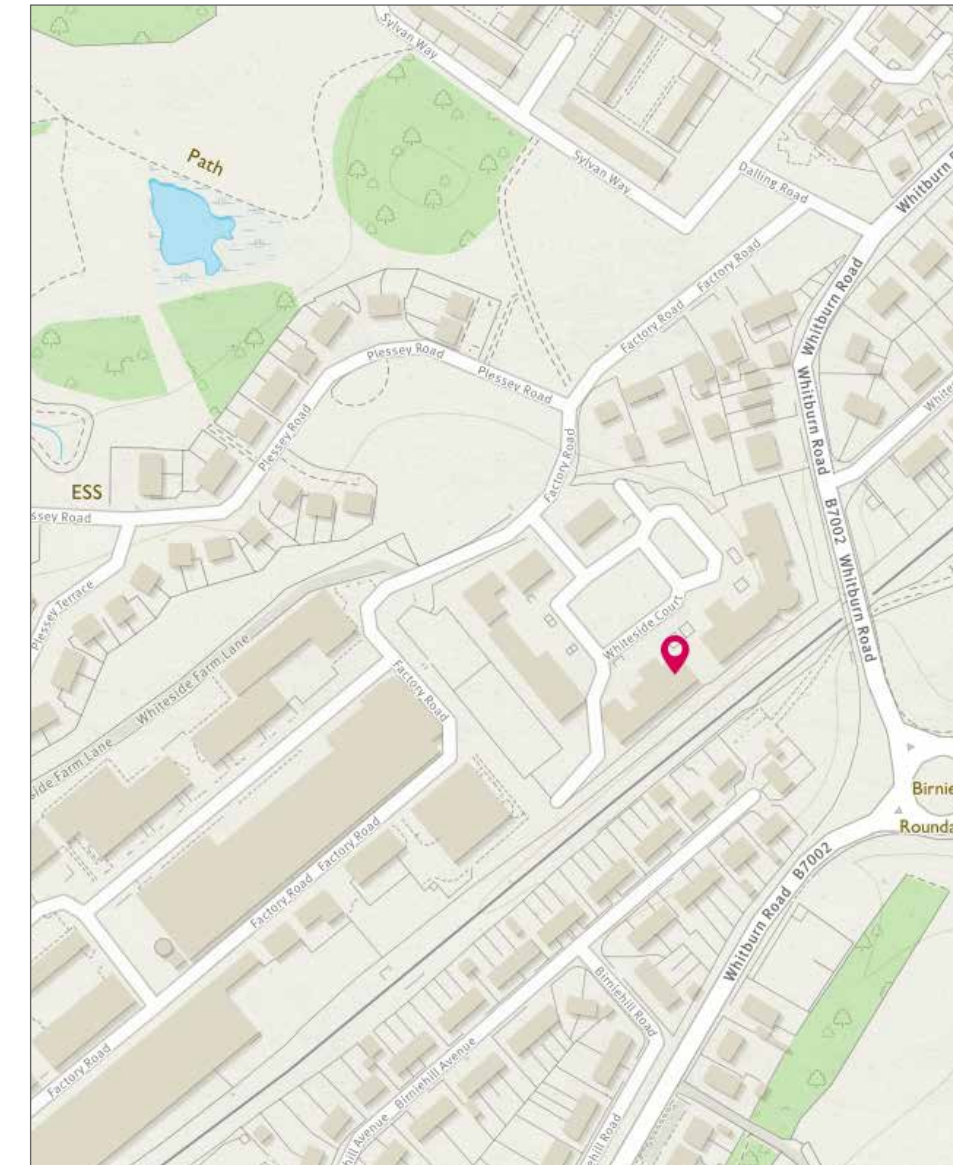 Sylvan Way
Path
Sylvan Way
Dalling Road
Whitburn
Factory Road
Factory Road
Whitburn Road
Plessey Road
Plessey Road
Whitburn Road
Plessey Road
Factory Road
ESS
ssey Road
B7002 Whitburn Road
Plessey Terrace
Whiteside Court
Whiteside Farm Lane
Factory Road
side Farm Lane
Birnie
Rounda
Factory Road
Factory Road
Whitburn Road B7002
Birniehill Road
Factory Road
Birniehill Avenue
hill Avenue
hill Road